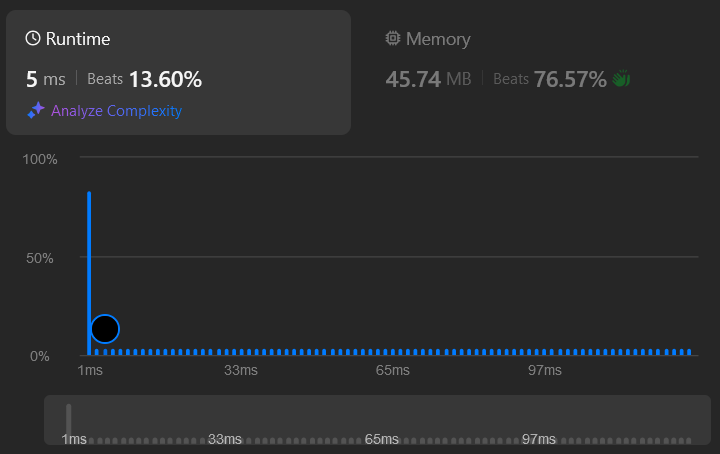 Runtime
5 ms Beats 13.60%
Analyze Complexity
Memory
45.74 MB Beats 76.57%
100%
50%
0%
1ms 33ms 65ms 97ms
1ms 33ms 65ms 97ms